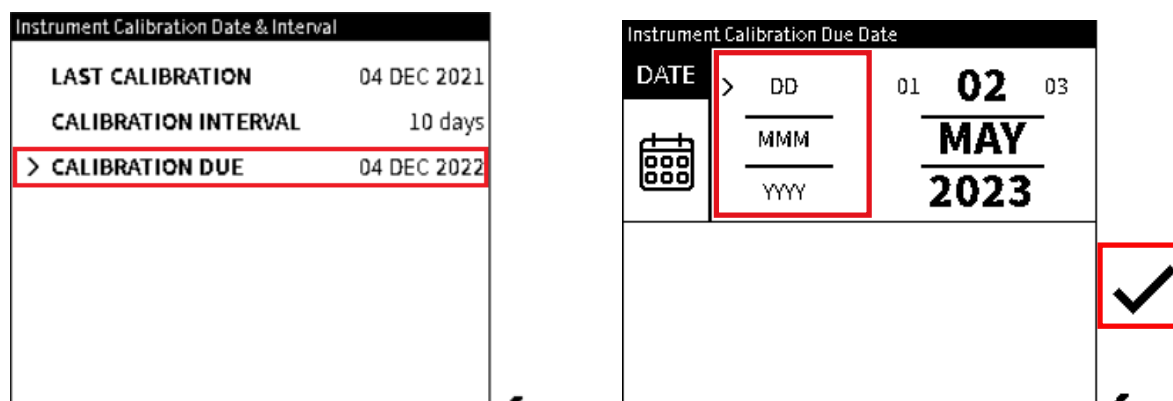 Instrument Calibration Date & Interval
LAST CALIBRATION 04 DEC 2021
CALIBRATION INTERVAL 10 days
> CALIBRATION DUE 04 DEC 2022
Instrument Calibration Due Date
DATE
> DD 01 02 03
MMM MAY
YYYY 2023